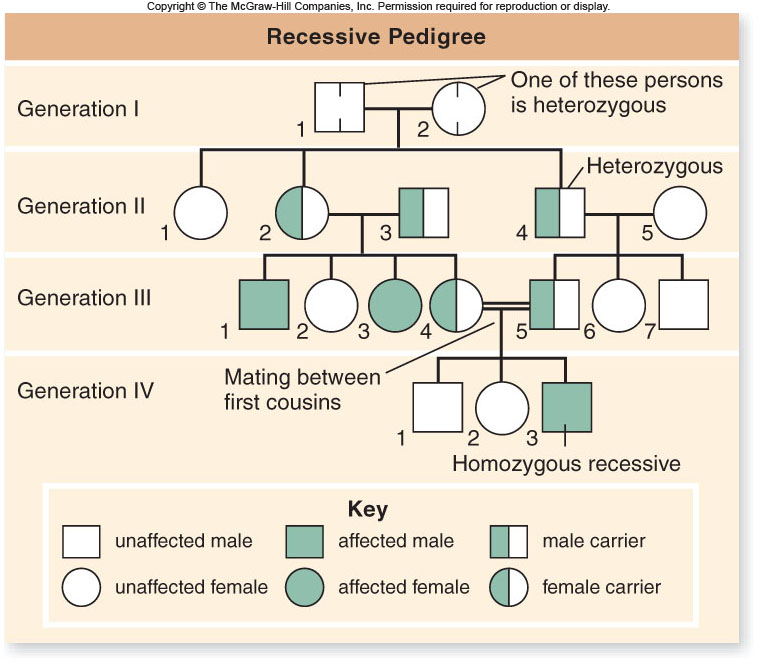 Copyright © The McGraw-Hill Companies, Inc. Permission required for reproduction or display.
Recessive Pedigree
One of these persons
is heterozygous
Generation I
1
2
Heterozygous
Generation II
1
2
3
4
5
Generation III
1
2
3
4
5
6
7
Mating between
first cousins
Generation IV
1
2
3
Homozygous recessive
Key
unaffected male
affected male
male carrier
unaffected female
affected female
female carrier